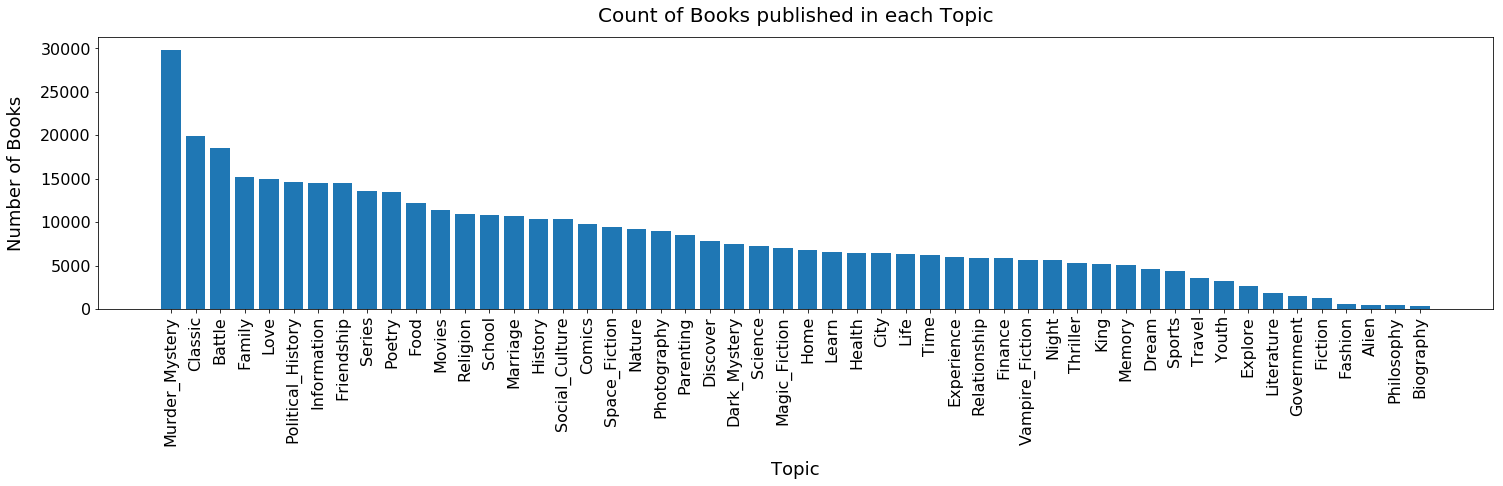 Count of Books published in each Topic
Number of Books
30000
25000
20000
15000
10000
5000
0
Murder_Mystery
Classic
Battle
Family
Love
Political_History
Information
Friendship
Series
Poetry
Food
Movies
Religion
School
Marriage
History
Social_Culture
Comics
Space_Fiction
Nature
Photography
Parenting
Discover
Dark_Mystery
Science
Magic_Fiction
Home
Learn
Health
City
Life
Time
Experience
Relationship
Finance
Vampire_Fiction
Night
Thriller
King
Memory
Dream
Sports
Travel
Youth
Explore
Literature
Government
Fiction
Fashion
Alien
Philosophy
Biography
Topic